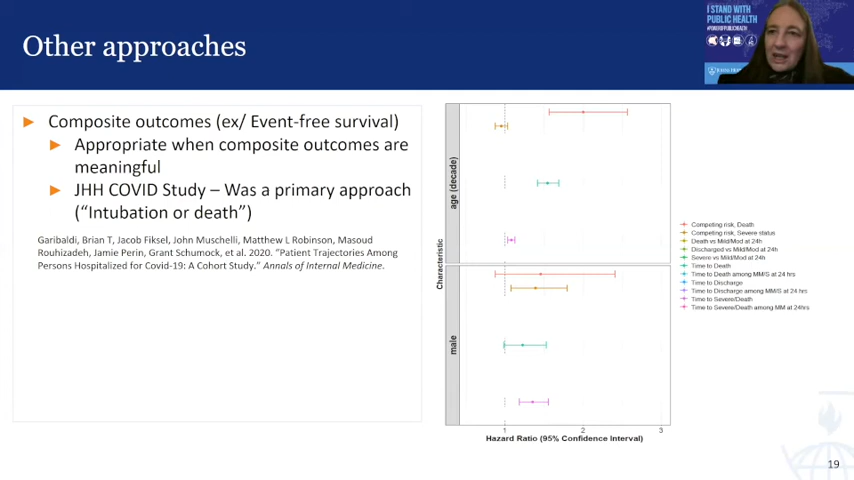 Other approaches
I STAND WITH
PUBLIC HEALTH
Composite outcomes (ex/ Event-free survival)
Appropriate when composite outcomes are
meaningful
JHH COVID Study – Was a primary approach
("Intubation or death")
Garibaldi, Brian T, Jacob Fiksel, John Muschelli, Matthew L Robinson, Masoud
Rouhizadeh, Jamie Perin, Grant Schumock, et al. 2020. "Patient Trajectories Among
Persons Hospitalized for Covid-19: A Cohort Study." Annals of Internal Medicine.
Characteristic
age (decade)
male
1
2
3
Hazard Ratio (95% Confidence Interval)
Competing risk, Death
Competing risk, Severe status
Death vs Mild/Mod at 24h
Discharged vs Mild/Mod at 24h
Severe vs Mild/Mod at 24h
Time to Death
Time to Death among MM/S at 24 hrs
Time to Discharge
Time to Discharge among MM/S at 24 hrs
Time to Severe/Death
Time to Severe/Death among MM at 24hrs
19